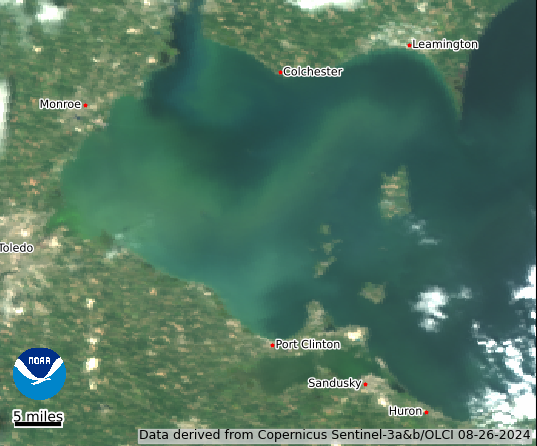 Leamington
Colchester
Monroe
Toledo
Port Clinton
Sandusky
Huron
NOAA
5 miles
Data derived from Copernicus Sentinel-3a&b/OLCI 08-26-2024